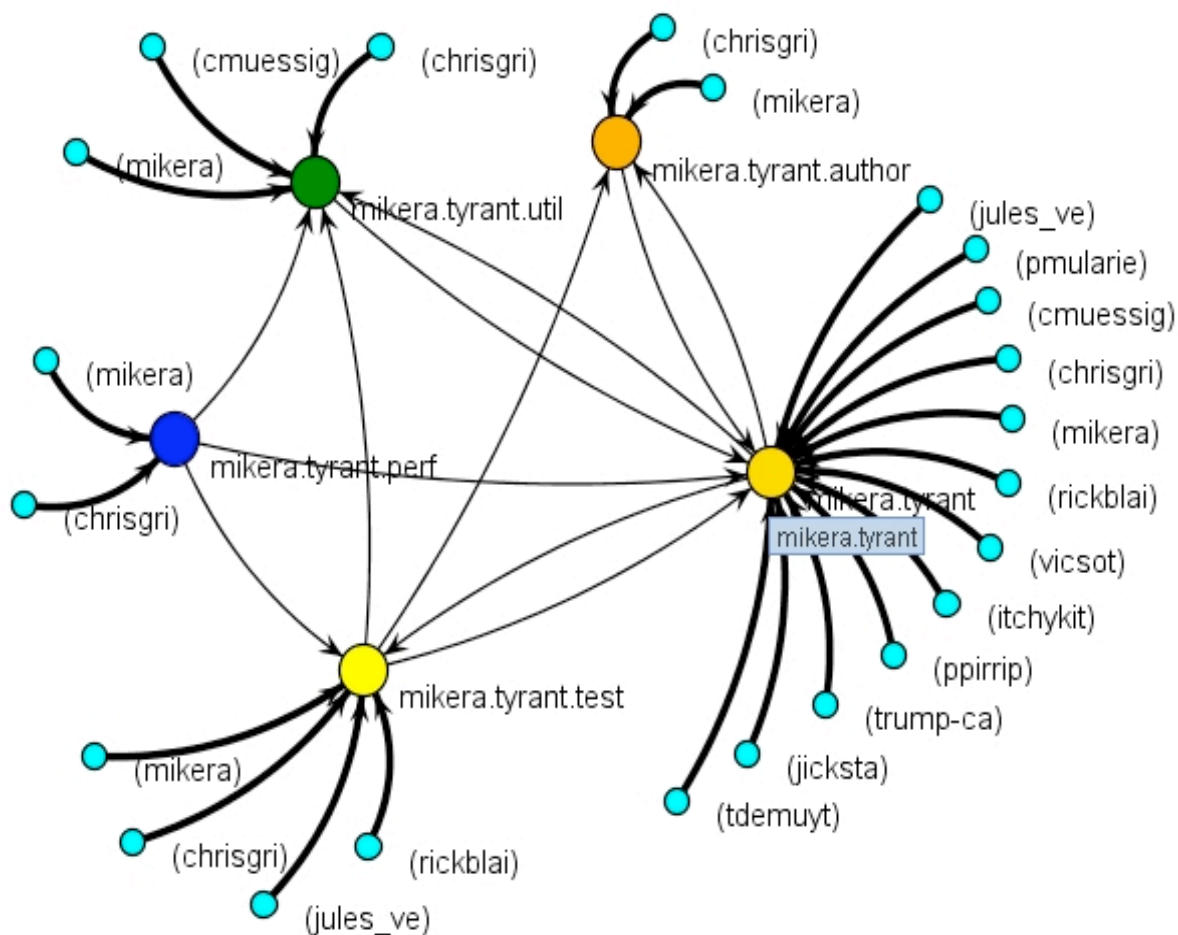 (cmuessig)
(chrisgri)
(mikera)
mikera.tyrant.util
(chrisgri)
(mikera)
mikera.tyrant.author
(jules_ve)
(pmularie)
(cmuessig)
(chrisgri)
(mikera)
(rickblai)
mikera.tyrant
mikera.tyrant
(vicsot)
(itchykit)
(ppirrip)
(trump-ca)
(jicksta)
(tdemuyt)
(mikera)
mikera.tyrant.perf
(chrisgri)
mikera.tyrant.test
(mikera)
(chrisgri)
(rickblai)
(jules_ve)